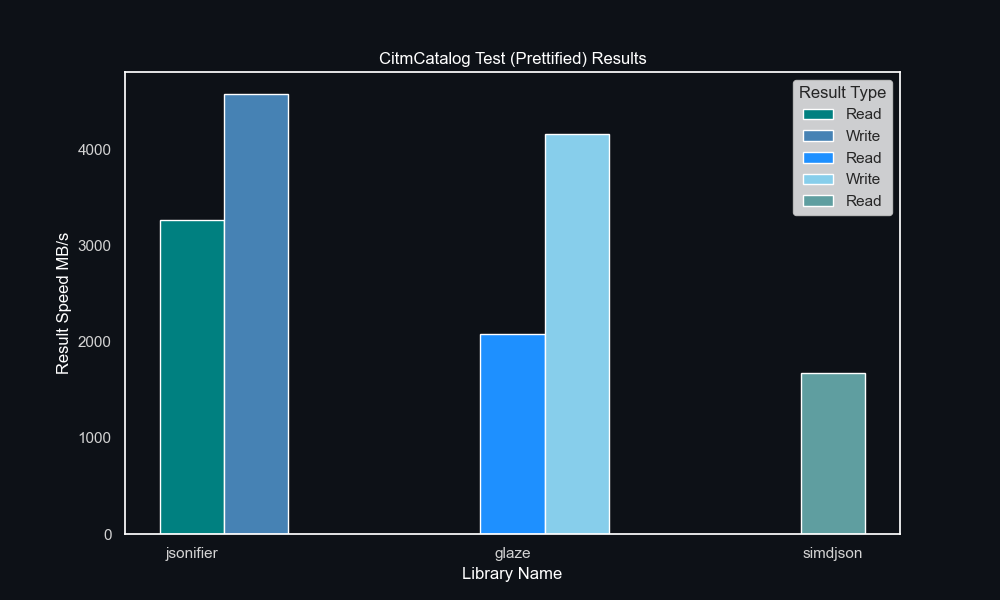 CitmCatalog Test (Prettified) Results
Result Type
Read
Write
Read
Write
Read
4000
3000
2000
1000
0
Result Speed MB/s
jsonifier
glaze
simdjson
Library Name